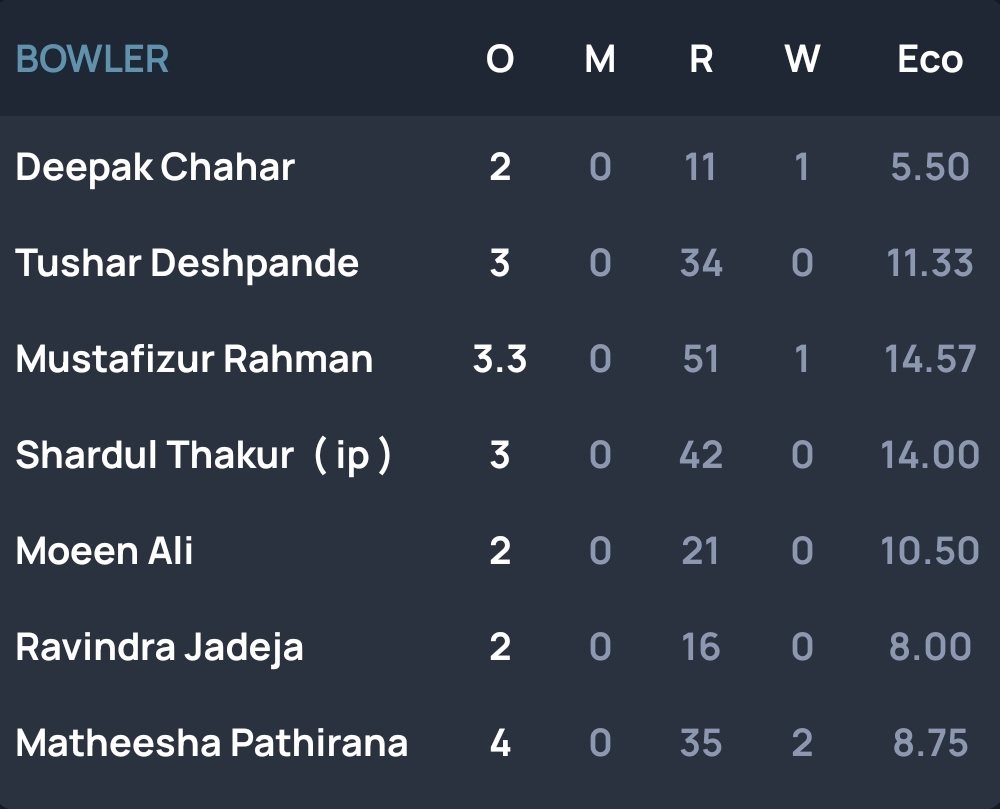 BOWLER O M R W Eco
Deepak Chahar 2 0 11 1 5.50
Tushar Deshpande 3 0 34 0 11.33
Mustafizur Rahman 3.3 0 51 1 14.57
Shardul Thakur ( ip ) 3 0 42 0 14.00
Moeen Ali 2 0 21 0 10.50
Ravindra Jadeja 2 0 16 0 8.00
Matheesha Pathirana 4 0 35 2 8.75